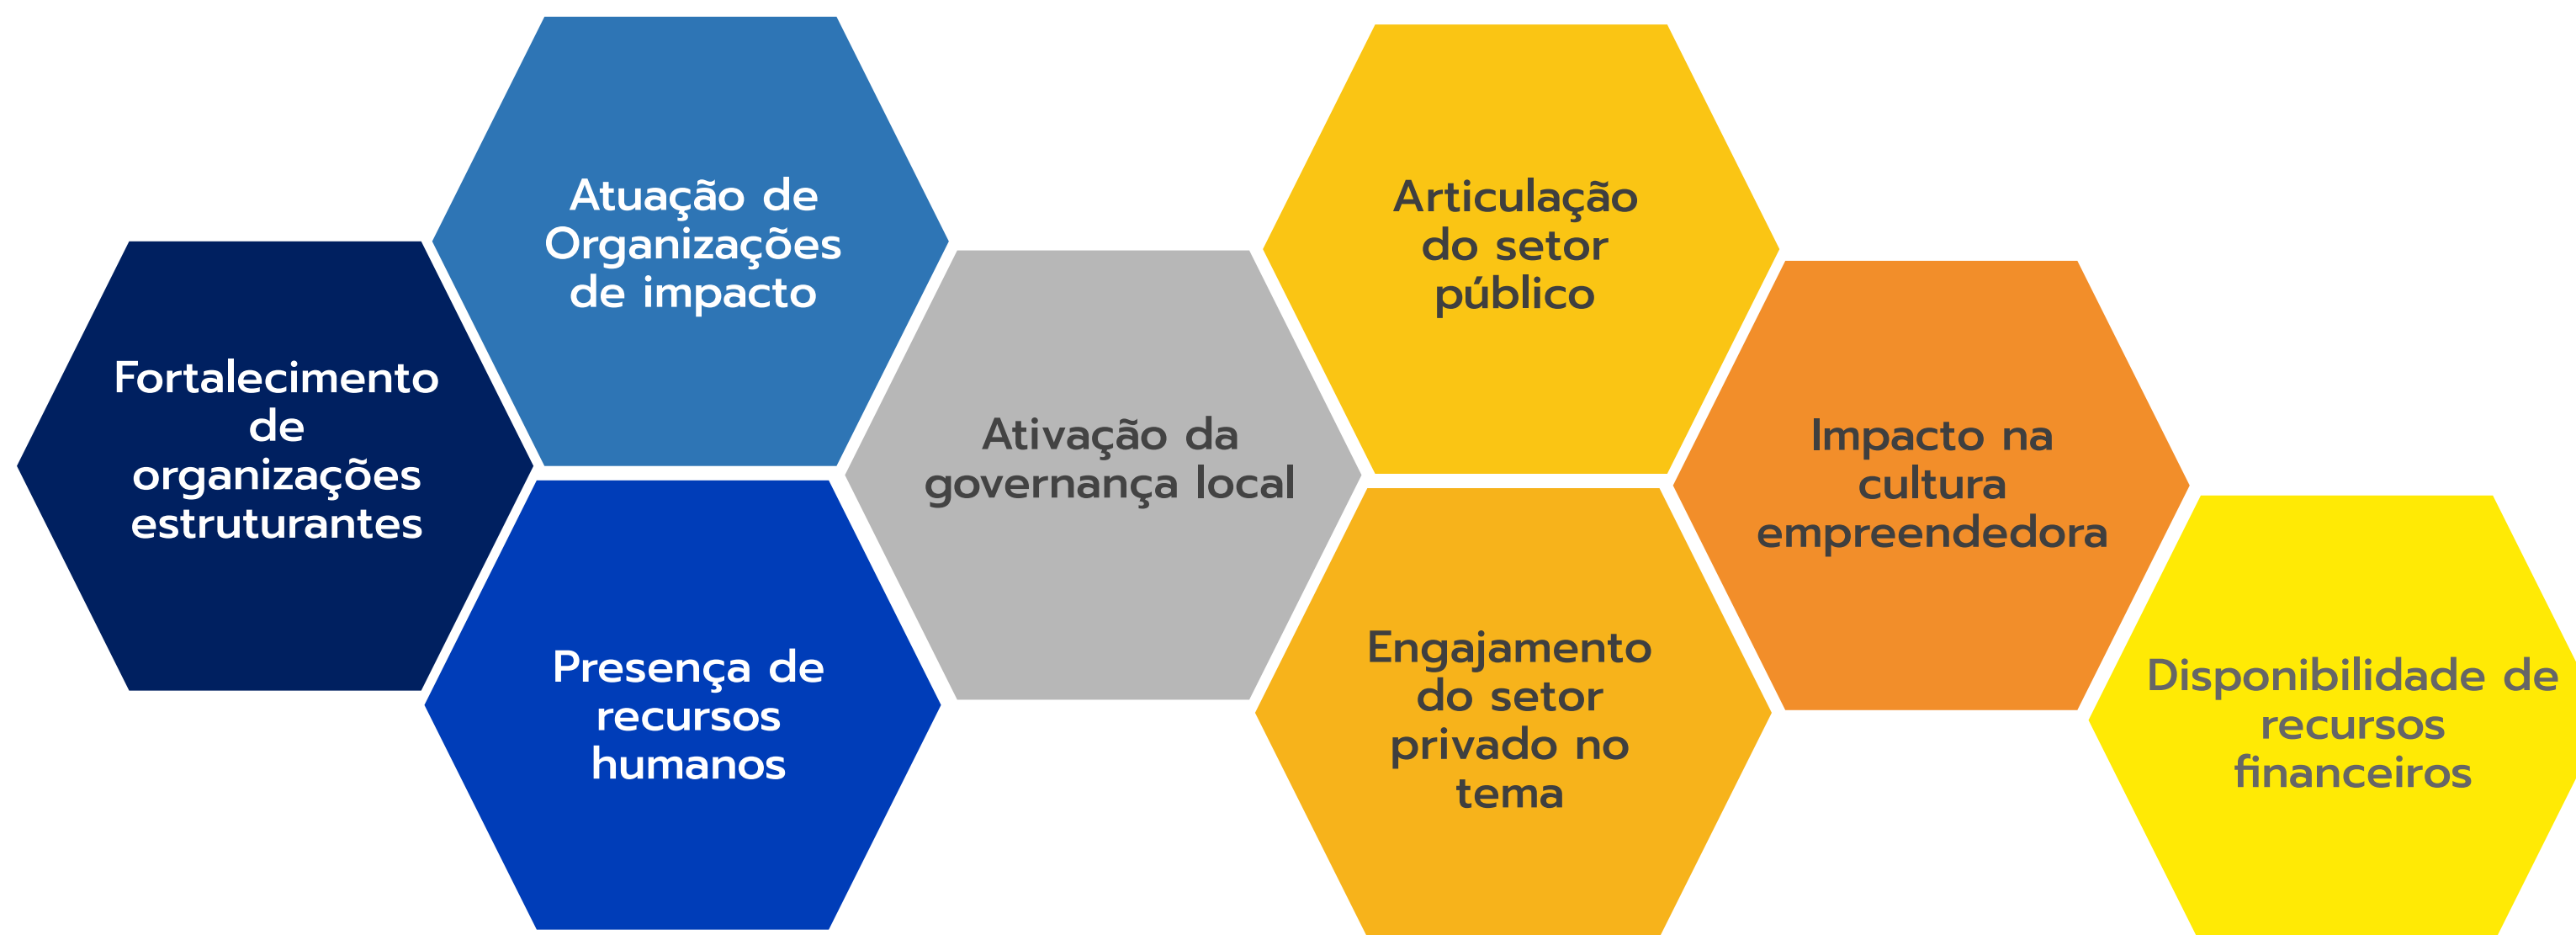 Fortalecimento
de
organizações
estruturantes
Atuação de
Organizações
de impacto
Presença de
recursos
humanos
Ativação da
governança local
Articulação
do setor
público
Engajamento
do setor
privado no
tema
Impacto na
cultura
empreendedora
Disponibilidade de
recursos
financeiros